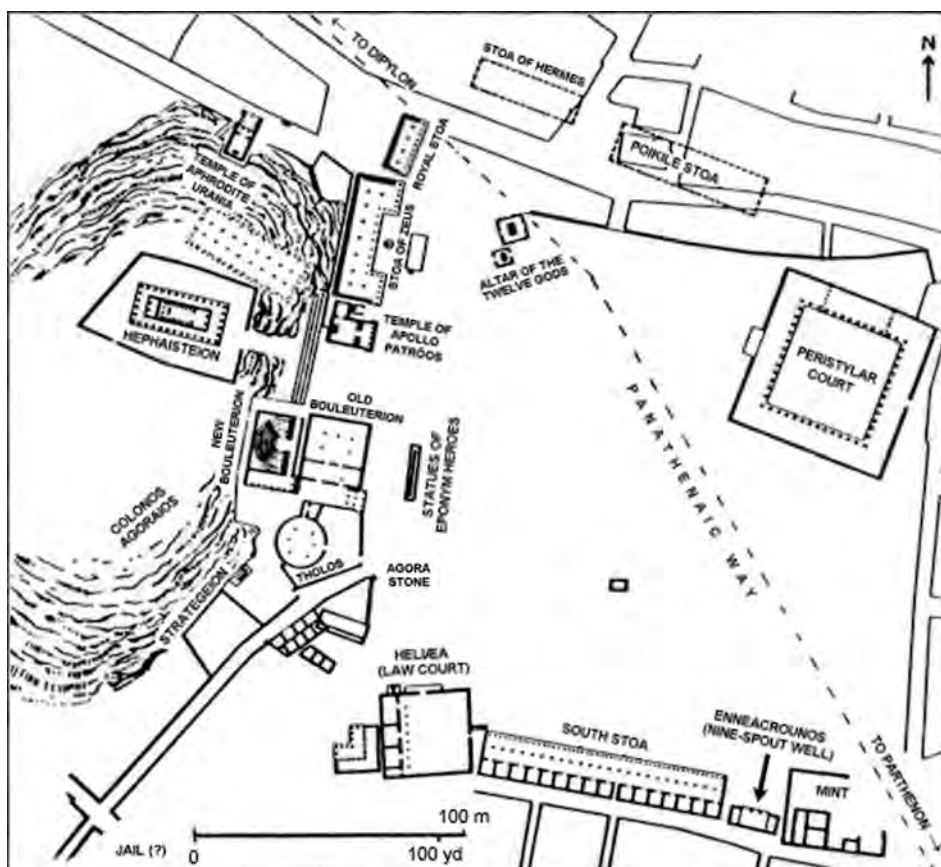 TO DIPYLON
STOA OF HERMES
N
POIKILE STOA
ROYAL STOA
TEMPLE OF
APHRODITE
URANIA
STOA OF ZEUS
ALTAR OF THE
TWELVE GODS
TEMPLE OF
APOLLO
PATRÓOS
HEPHAISTEION
PERISTYLAR
COURT
OLD
BOULEUTERION
NEW
BOULEUTERION
STATUES OF
EPONYM HEROES
PANATHENAIC WAY
COLONOS
AGORAIOS
THOLOS
AGORA
STONE
STRATEGEION
HELIÆA
(LAW COURT)
SOUTH STOA
ENNEACROUNOS
(NINE-SPOUT WELL)
MINT
TO PARTHENON
JAIL (?)
100 m
0
100 yd